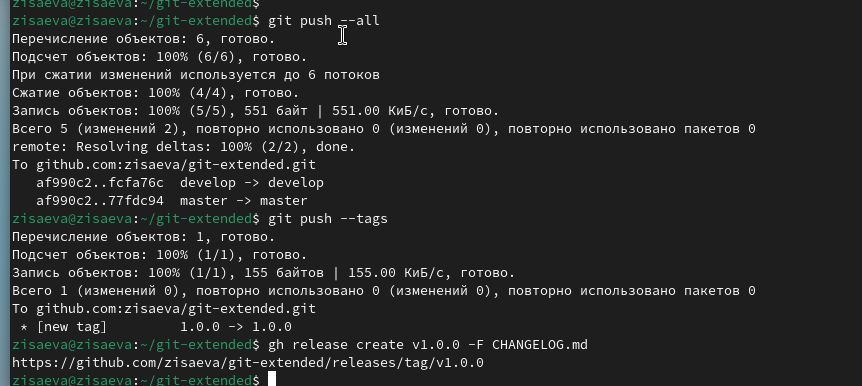 zisaeva@zisaeva:~/git-extended$
zisaeva@zisaeva:~/git-extended$ git push --all
Перечисление объектов: 6, готово.
Подсчет объектов: 100% (6/6), готово.
При сжатии изменений используется до 6 потоков
Сжатие объектов: 100% (4/4), готово.
Запись объектов: 100% (5/5), 551 байт | 551.00 КиБ/с, готово.
Всего 5 (изменений 2), повторно использовано 0 (изменений 0), повторно использовано пакетов 0
remote: Resolving deltas: 100% (2/2), done.
To github.com:zisaeva/git-extended.git
   af990c2..fcfa76c  develop -> develop
   af990c2..77fdc94  master -> master
zisaeva@zisaeva:~/git-extended$ git push --tags
Перечисление объектов: 1, готово.
Подсчет объектов: 100% (1/1), готово.
Запись объектов: 100% (1/1), 155 байтов | 155.00 КиБ/с, готово.
Всего 1 (изменений 0), повторно использовано 0 (изменений 0), повторно использовано пакетов 0
To github.com:zisaeva/git-extended.git
 * [new tag]         1.0.0 -> 1.0.0
zisaeva@zisaeva:~/git-extended$ gh release create v1.0.0 -F CHANGELOG.md
https://github.com/zisaeva/git-extended/releases/tag/v1.0.0
zisaeva@zisaeva:~/git-extended$